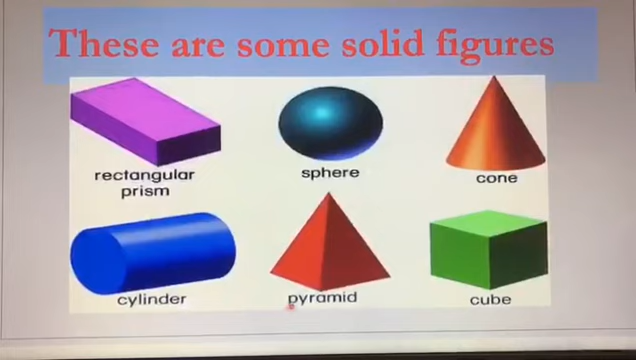 These are some solid figures
rectangular
prism
sphere
cone
cylinder
pyramid
cube